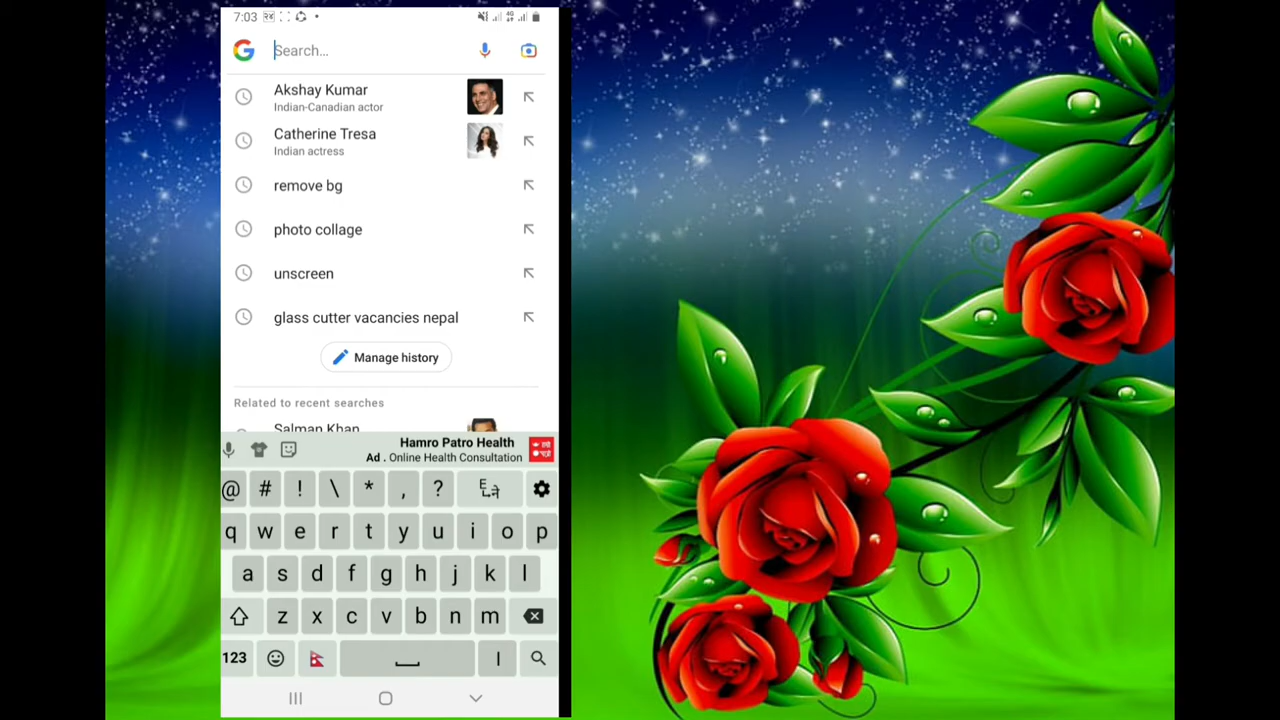 7:03
4G
Search...
Akshay Kumar
Indian-Canadian actor
Catherine Tresa
Indian actress
remove bg
photo collage
unscreen
glass cutter vacancies nepal
Manage history
Related to recent searches
Salman Khan
Hamro Patro Health
Ad . Online Health Consultation
@ # ! \ * , ?
q w e r t y u i o p
a s d f g h j k l
z x c v b n m
123 |